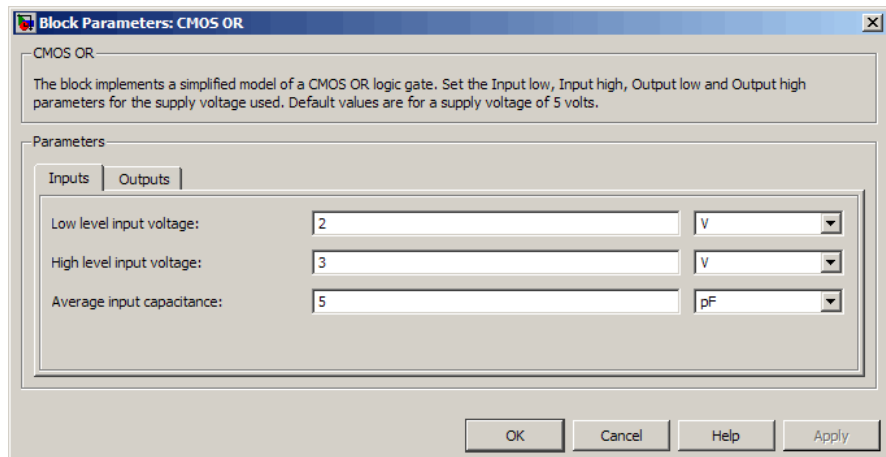 Block Parameters: CMOS OR
CMOS OR
The block implements a simplified model of a CMOS OR logic gate. Set the Input low, Input high, Output low and Output high
parameters for the supply voltage used. Default values are for a supply voltage of 5 volts.
Parameters
Inputs Outputs
Low level input voltage: 2 V
High level input voltage: 3 V
Average input capacitance: 5 pF
OK Cancel Help Apply